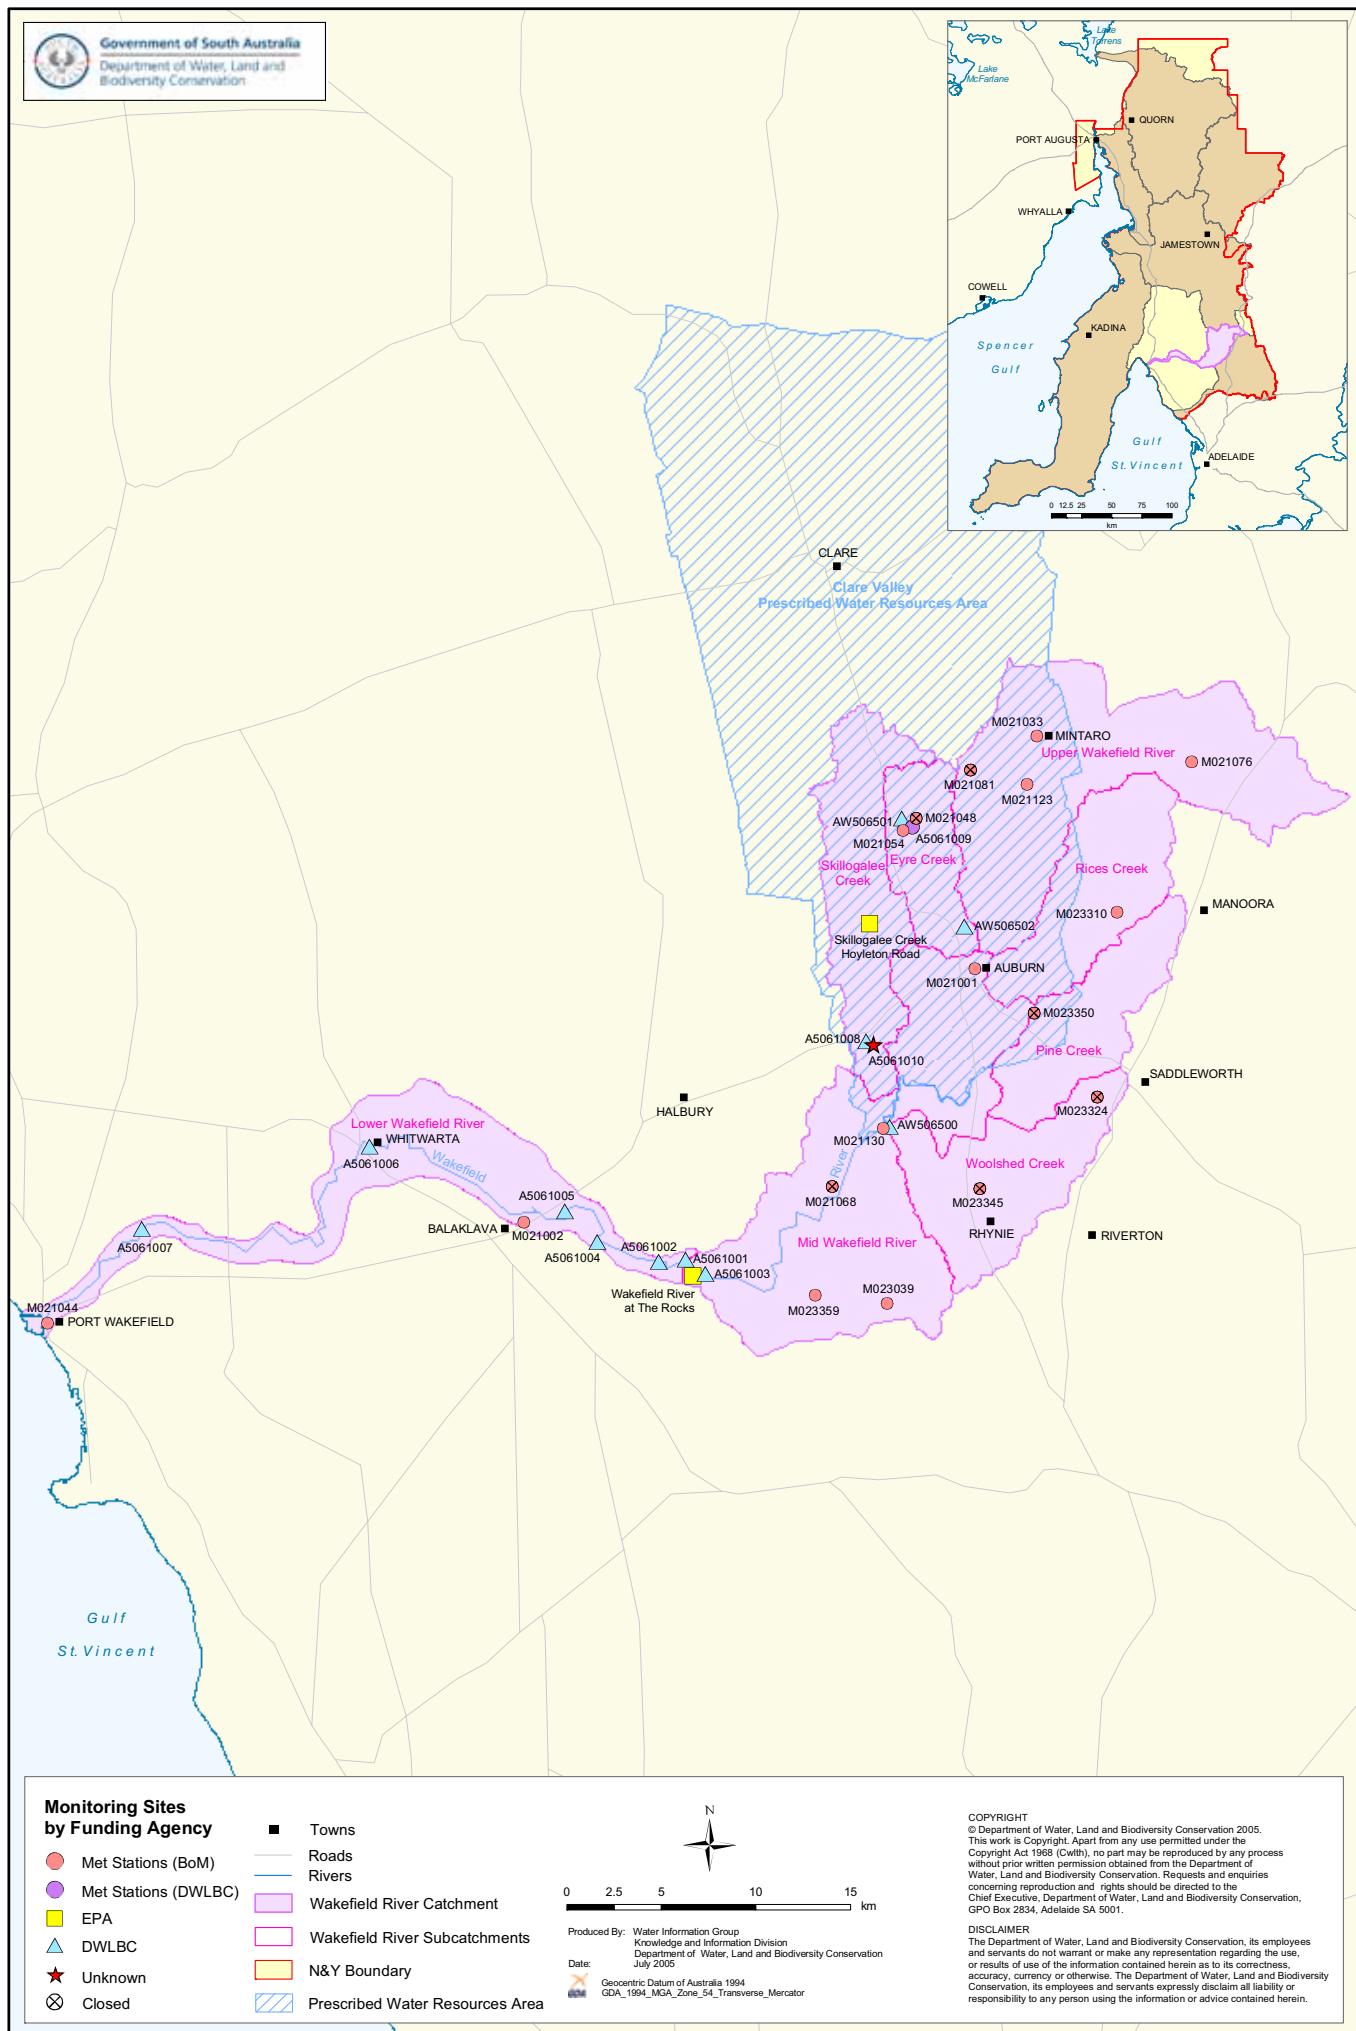 Government of South Australia
Department of Water, Land and
Biodiversity Conservation
Lake
Torrens
Lake
McFarlane
QUORN
PORT AUGUSTA
WHYALLA
JAMESTOWN
COWELL
KADINA
Spencer
Gulf
Gulf
St.Vincent
ADELAIDE
0 12.5 25 50 75 100
km
CLARE
Clare Valley
Prescribed Water Resources Area
M021033
MINTARO
Upper Wakefield River
M021076
M021081
M021123
AW506501
M021048
M021054
A5061009
Skillogalee
Creek
Eyre Creek
Rices Creek
M023310
MANOORA
AW506502
Skillogalee Creek
Hoyleton Road
AUBURN
M021001
M023350
A5061008
A5061010
Pine Creek
SADDLEWORTH
M023324
HALBURY
Lower Wakefield River
WHITWARTA
A5061006
Wakefield
AW506500
M021130
River
Woolshed Creek
M021068
M023345
RHYNIE
RIVERTON
A5061005
BALAKLAVA
M021002
A5061007
A5061004
A5061002
A5061001
A5061003
Mid Wakefield River
Wakefield River
at The Rocks
M023359
M023039
M021044
PORT WAKEFIELD
Gulf
St.Vincent
Monitoring Sites
by Funding Agency
Met Stations (BoM)
Met Stations (DWLBC)
EPA
DWLBC
Unknown
Closed
Towns
Roads
Rivers
Wakefield River Catchment
Wakefield River Subcatchments
N&Y Boundary
Prescribed Water Resources Area
N
0 2.5 5 10 15
km
Produced By: Water Information Group
Knowledge and Information Division
Department of Water, Land and Biodiversity Conservation
Date: July 2005
Geocentric Datum of Australia 1994
GDA_1994_MGA_Zone_54_Transverse_Mercator
COPYRIGHT
© Department of Water, Land and Biodiversity Conservation 2005.
This work is Copyright. Apart from any use permitted under the
Copyright Act 1968 (Cwlth), no part may be reproduced by any process
without prior written permission obtained from the Department of
Water, Land and Biodiversity Conservation. Requests and enquiries
concerning reproduction and rights should be directed to the
Chief Executive, Department of Water, Land and Biodiversity Conservation,
GPO Box 2834, Adelaide SA 5001.
DISCLAIMER
The Department of Water, Land and Biodiversity Conservation, its employees
and servants do not warrant or make any representation regarding the use,
or results of use of the information contained herein as to its correctness,
accuracy, currency or otherwise. The Department of Water, Land and Biodiversity
Conservation, its employees and servants expressly disclaim all liability or
responsibility to any person using the information or advice contained herein.